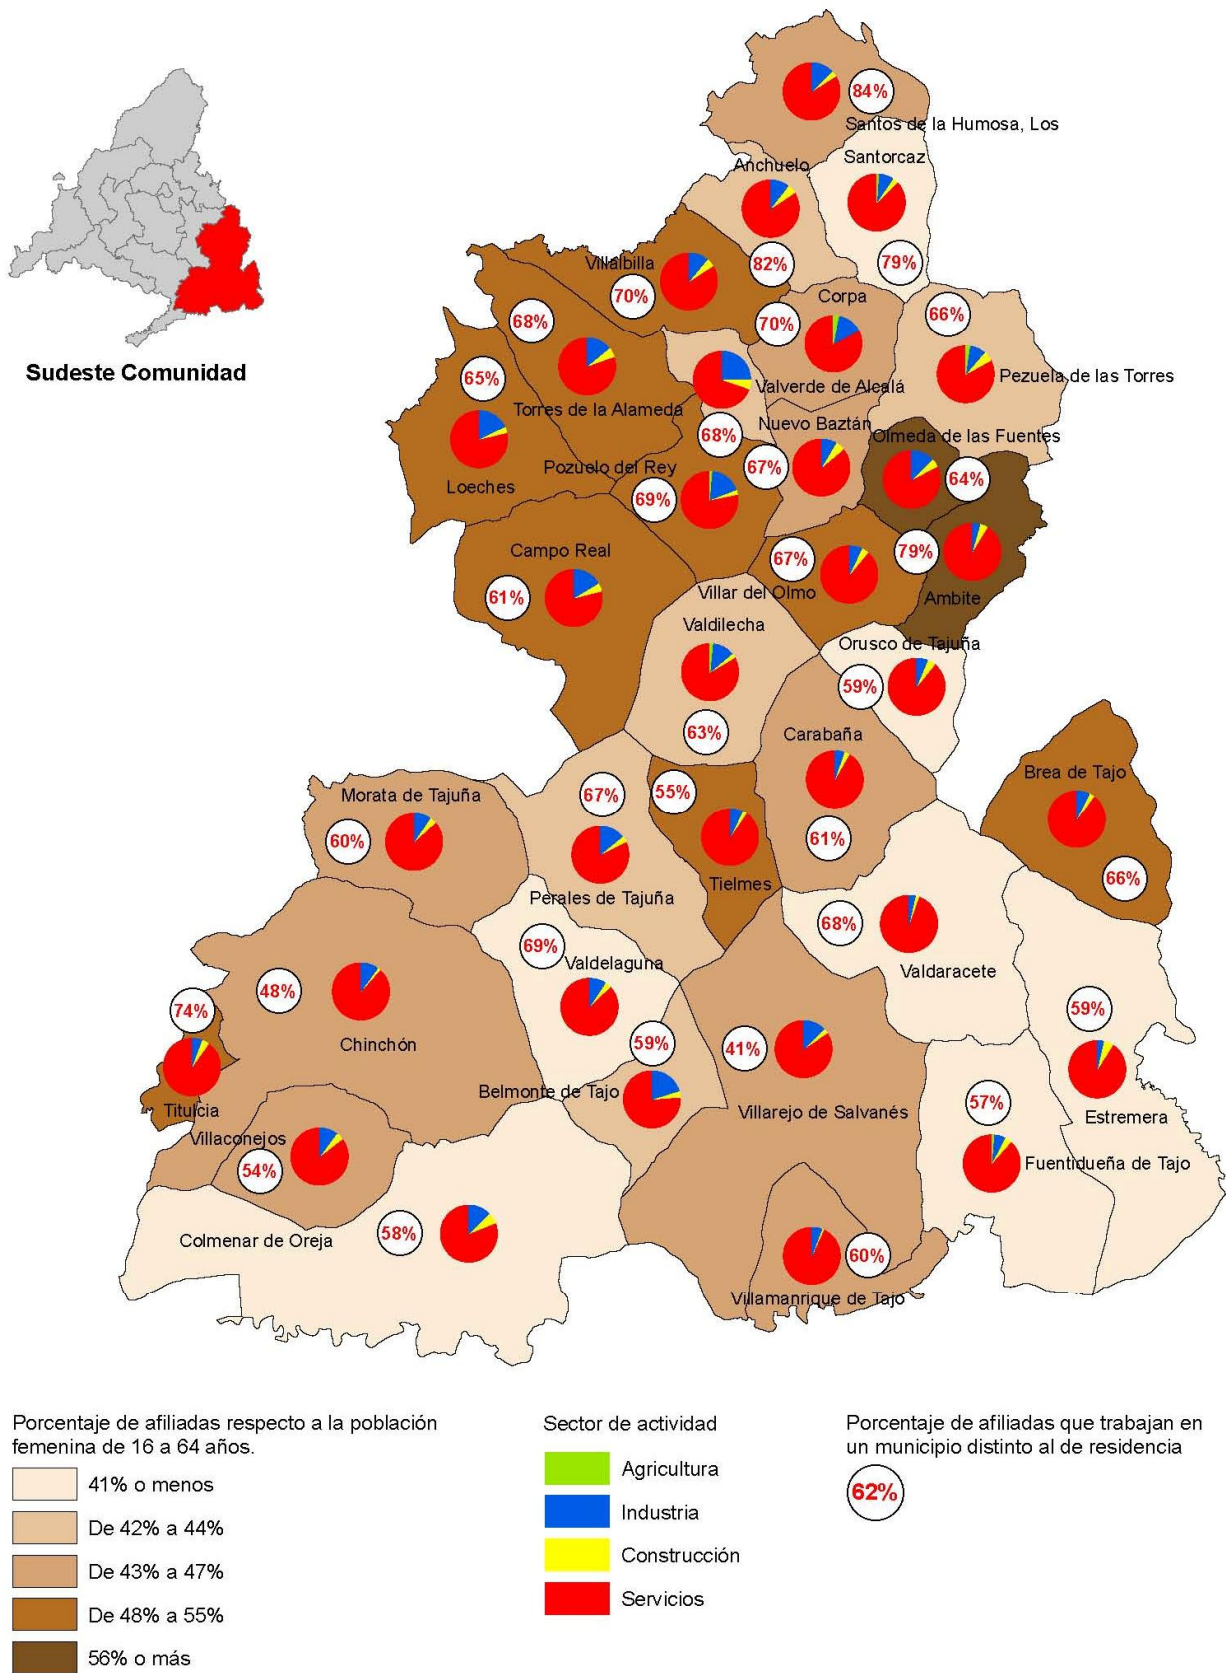 84%
Santos de la Humosa, Los
Anchuelo
Santorcaz
82%
79%
Sudeste Comunidad
Villalbilla
70%
Corpa
70%
66%
68%
Pezuela de las Torres
65%
Torres de la Alameda
Valverde de Alcalá
68%
Nuevo Baztán
67%
Olmeda de las Fuentes
64%
Loeches
Pozuelo del Rey
69%
Campo Real
61%
67%
Villar del Olmo
79%
Ambite
Valdilecha
63%
Orusco de Tajuña
59%
Carabaña
61%
Brea de Tajo
66%
Morata de Tajuña
60%
67%
Perales de Tajuña
55%
Tielmes
68%
Valdaracete
69%
Valdelaguna
48%
Chinchón
74%
Titulcia
59%
Belmonte de Tajo
41%
Villarejo de Salvanés
59%
Estremera
57%
Fuentidueña de Tajo
Villaconejos
54%
Colmenar de Oreja
58%
60%
Villamanrique de Tajo
Porcentaje de afiliadas respecto a la población
femenina de 16 a 64 años.
41% o menos
De 42% a 44%
De 43% a 47%
De 48% a 55%
56% o más
Sector de actividad
Agricultura
Industria
Construcción
Servicios
Porcentaje de afiliadas que trabajan en
un municipio distinto al de residencia
62%